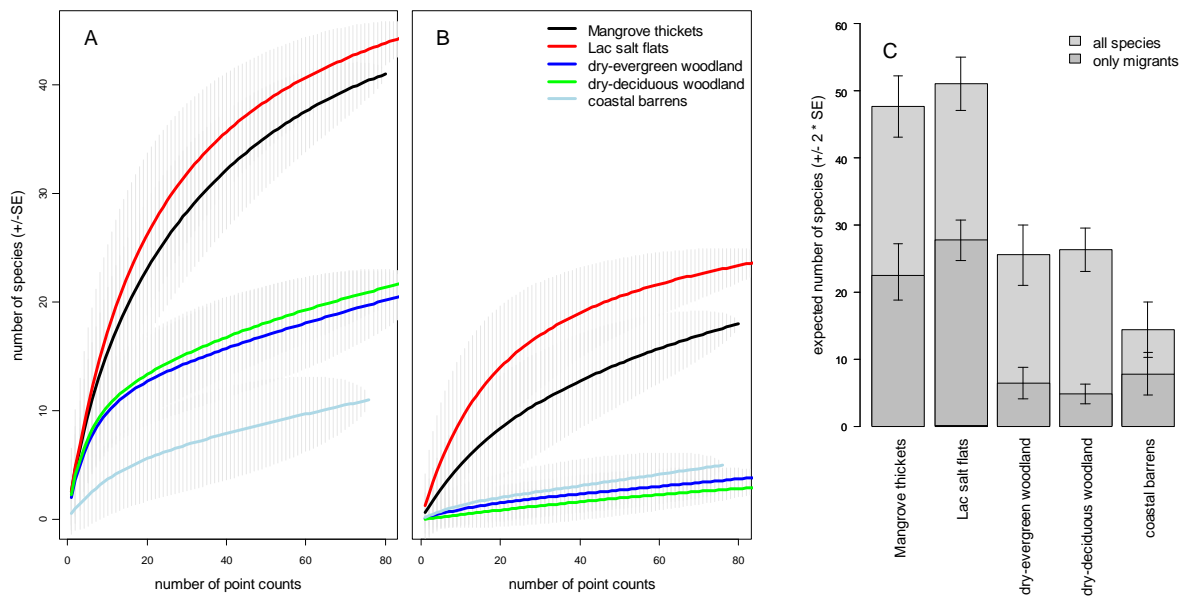 A
number of species (+/-SE)
0
10
20
30
40
0
20
40
60
80
number of point counts
B
Mangrove thickets
Lac salt flats
dry-evergreen woodland
dry-deciduous woodland
coastal barrens
0
20
40
60
80
number of point counts
C
all species
only migrants
expected number of species (+/- 2 * SE)
0
10
20
30
40
50
60
Mangrove thickets
Lac salt flats
dry-evergreen woodland
dry-deciduous woodland
coastal barrens